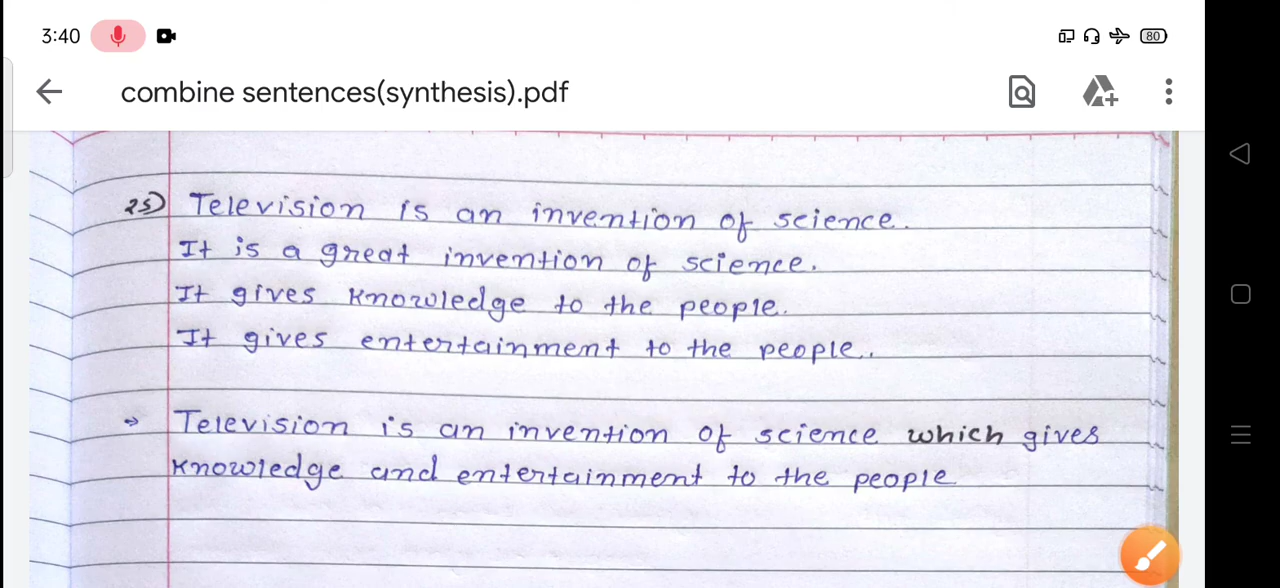 3:40
80
combine sentences(synthesis).pdf
25) Television is an invention of science.
It is a great invention of science.
It gives knowledge to the people.
It gives entertainment to the people..
→ Television is an invention of science which gives
knowledge and entertainment to the people